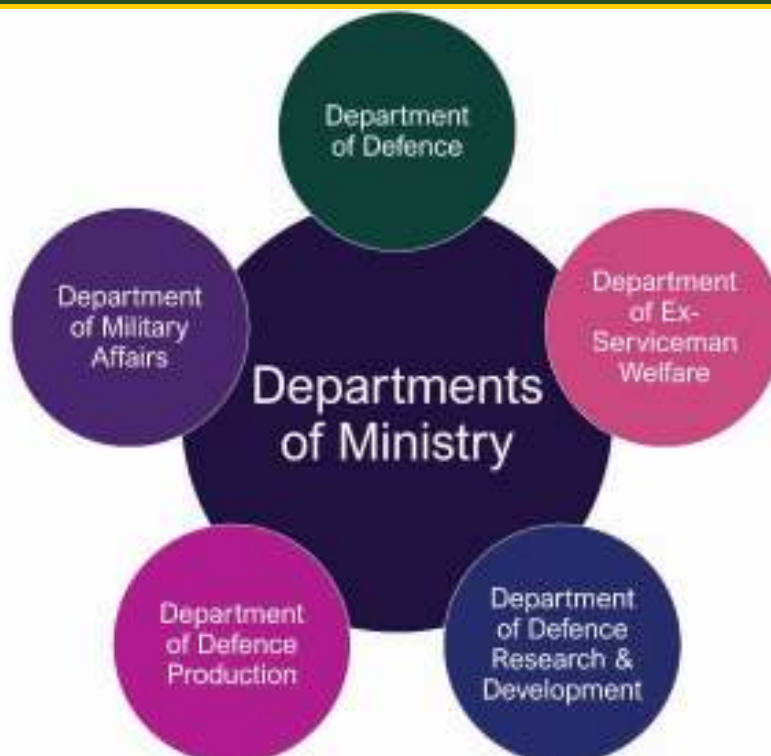 Department
of Defence
Department
of Military
Affairs
Department
of Ex-
Serviceman
Welfare
Departments
of Ministry
Department
of Defence
Production
Department
of Defence
Research &
Development